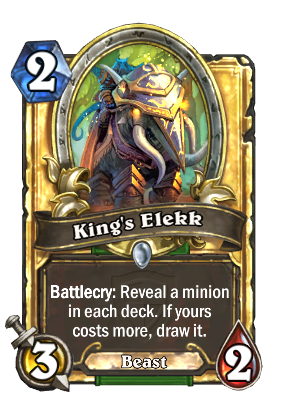 2
King's Elekk
Battlecry: Reveal a minion
in each deck. If yours
costs more, draw it.
3
Beast
2